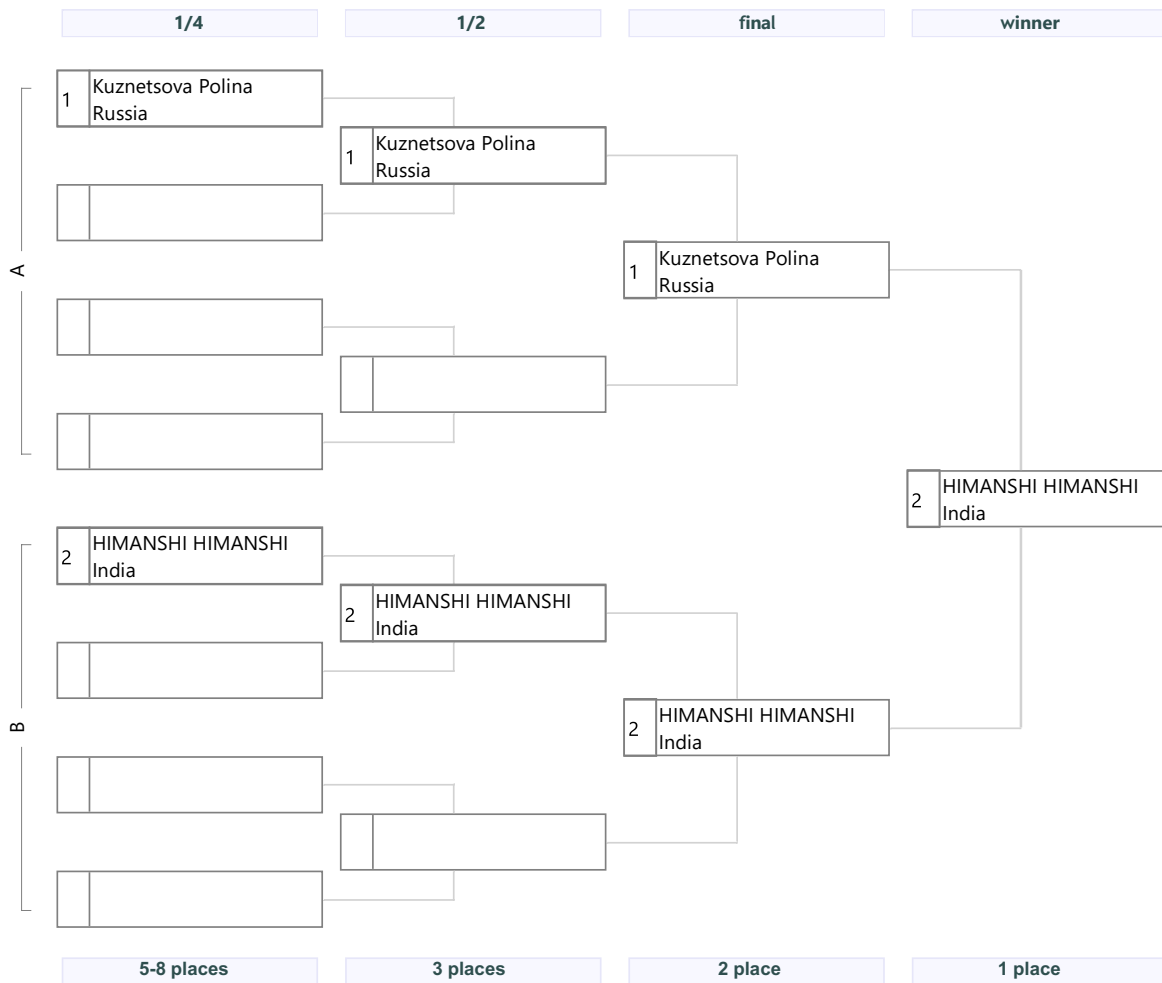 1/4
1/2
final
winner
A
1
Kuznetsova Polina
Russia
1
Kuznetsova Polina
Russia
1
Kuznetsova Polina
Russia
2
HIMANSHI HIMANSHI
India
B
2
HIMANSHI HIMANSHI
India
2
HIMANSHI HIMANSHI
India
2
HIMANSHI HIMANSHI
India
5-8 places
3 places
2 place
1 place